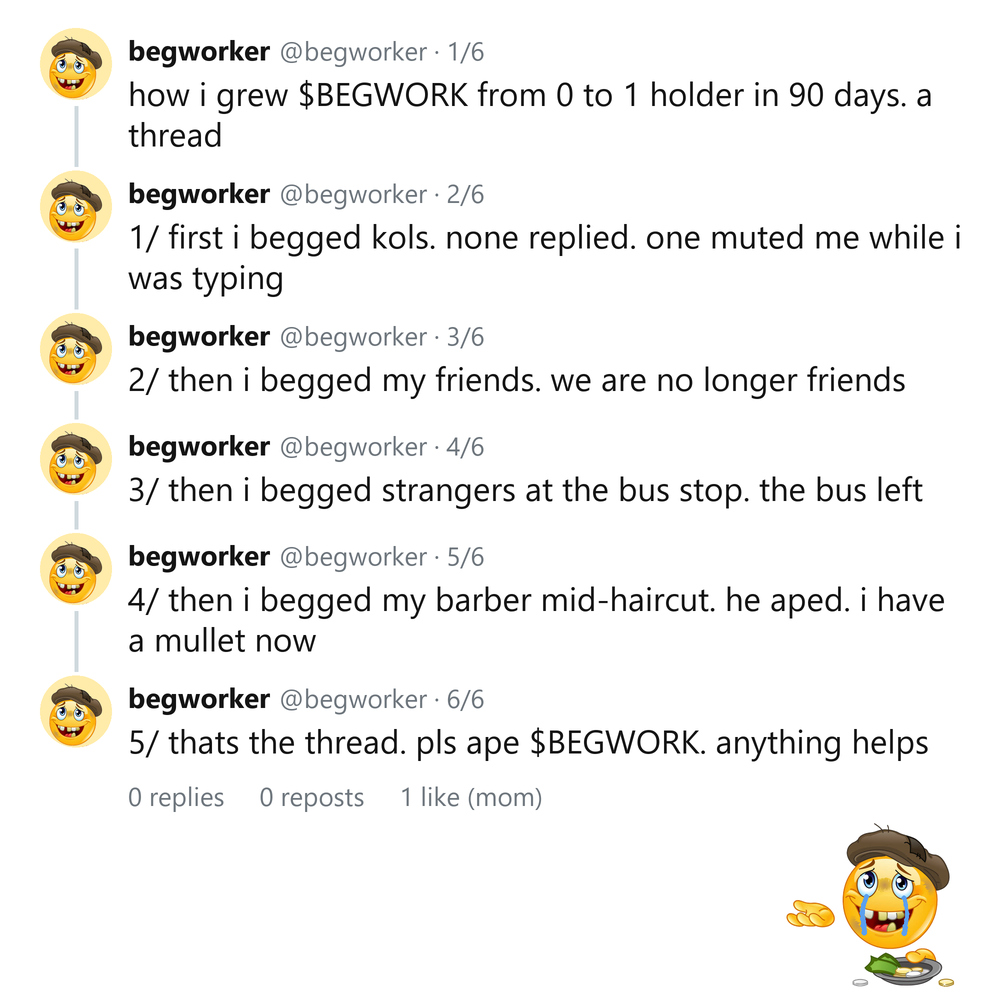 begworker @begworker · 1/6
how i grew $BEGWORK from 0 to 1 holder in 90 days. a
thread
begworker @begworker · 2/6
1/ first i begged kols. none replied. one muted me while i
was typing
begworker @begworker · 3/6
2/ then i begged my friends. we are no longer friends
begworker @begworker · 4/6
3/ then i begged strangers at the bus stop. the bus left
begworker @begworker · 5/6
4/ then i begged my barber mid-haircut. he aped. i have
a mullet now
begworker @begworker · 6/6
5/ thats the thread. pls ape $BEGWORK. anything helps
0 replies 0 reposts 1 like (mom)